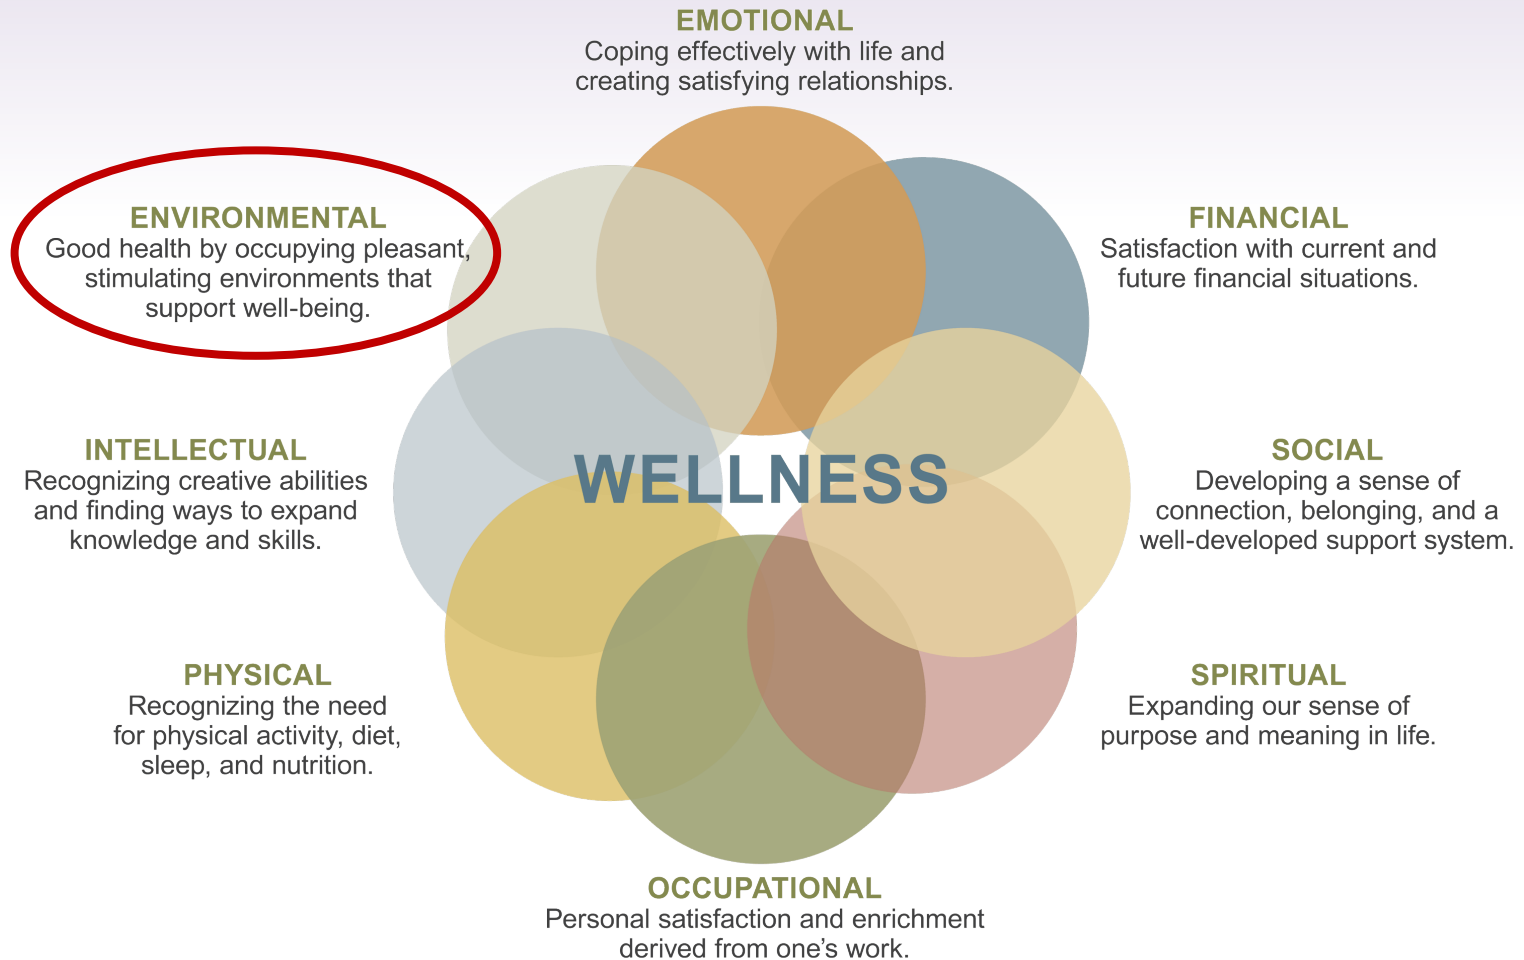 EMOTIONAL
Coping effectively with life and
creating satisfying relationships.
ENVIRONMENTAL
Good health by occupying pleasant,
stimulating environments that
support well-being.
FINANCIAL
Satisfaction with current and
future financial situations.
INTELLECTUAL
Recognizing creative abilities
and finding ways to expand
knowledge and skills.
WELLNESS
SOCIAL
Developing a sense of
connection, belonging, and a
well-developed support system.
PHYSICAL
Recognizing the need
for physical activity, diet,
sleep, and nutrition.
SPIRITUAL
Expanding our sense of
purpose and meaning in life.
OCCUPATIONAL
Personal satisfaction and enrichment
derived from one’s work.